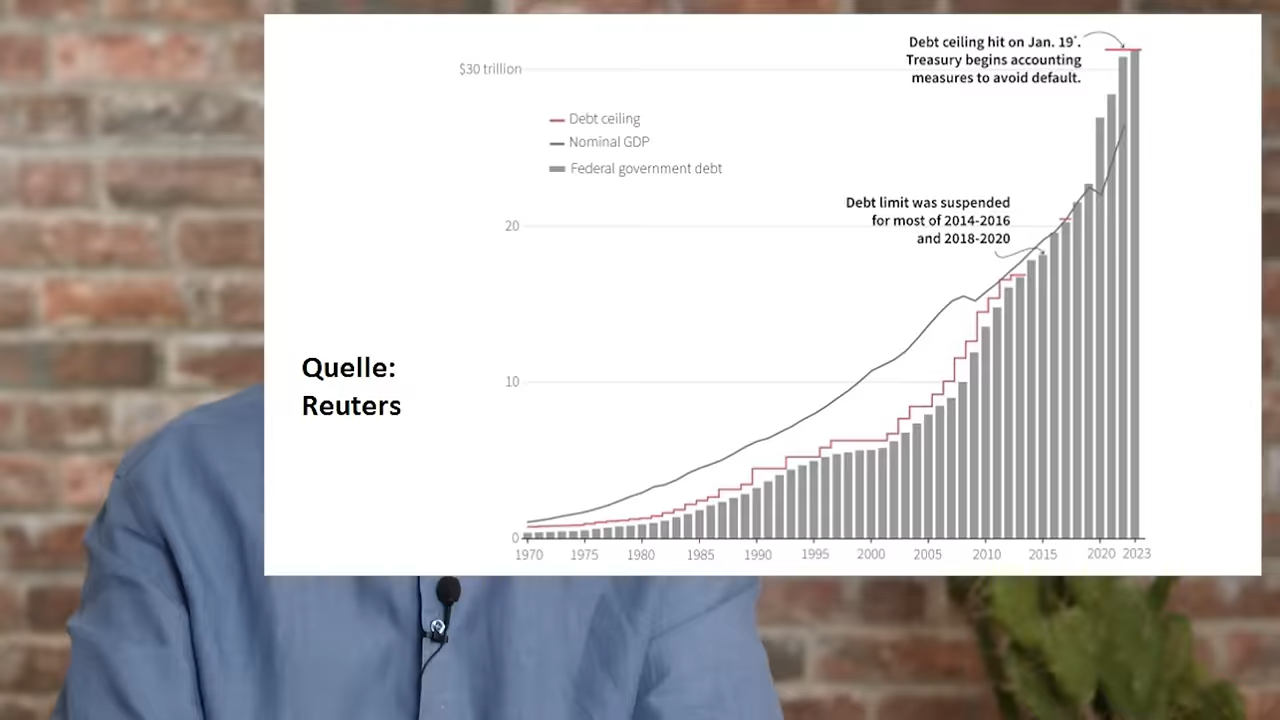 Debt ceiling hit on Jan. 19*.
Treasury begins accounting
measures to avoid default.
$30 trillion
Debt ceiling
Nominal GDP
Federal government debt
Debt limit was suspended
for most of 2014-2016
and 2018-2020
20
10
0
Quelle:
Reuters
1970 1975 1980 1985 1990 1995 2000 2005 2010 2015 2020 2023